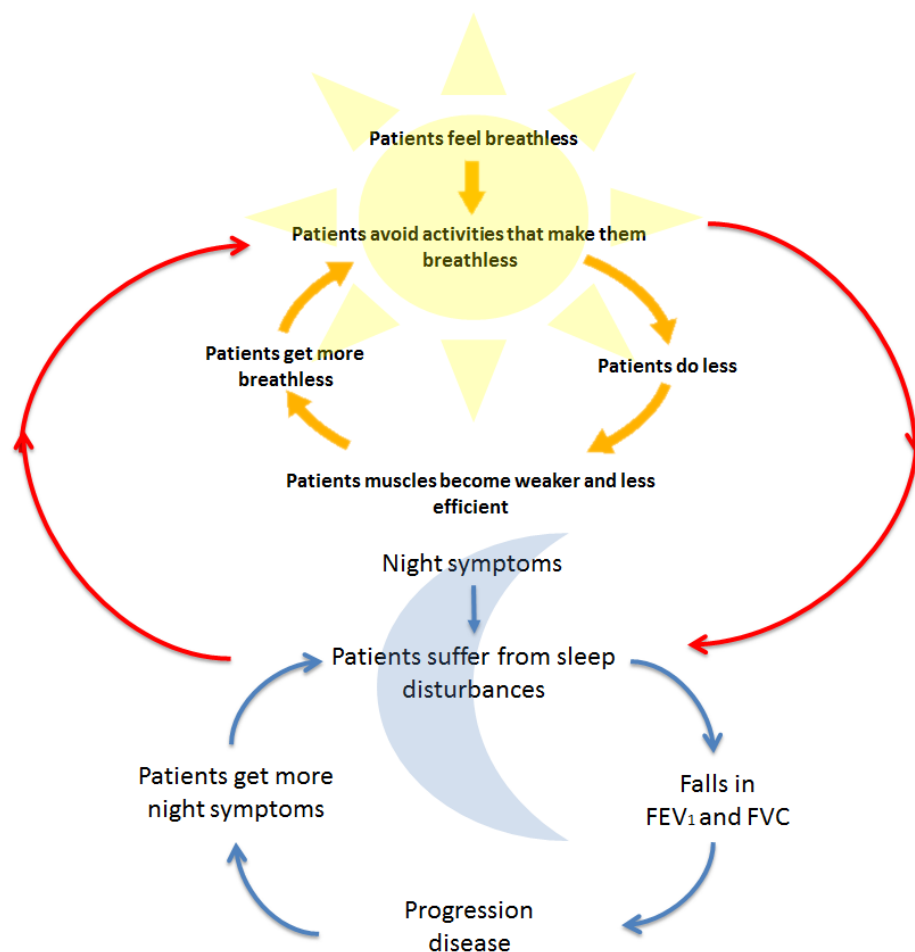 Patients feel breathless
Patients avoid activities that make them
breathless
Patients get more
breathless
Patients do less
Patients muscles become weaker and less
efficient
Night symptoms
Patients suffer from sleep
disturbances
Patients get more
night symptoms
Falls in
FEV₁ and FVC
Progression
disease